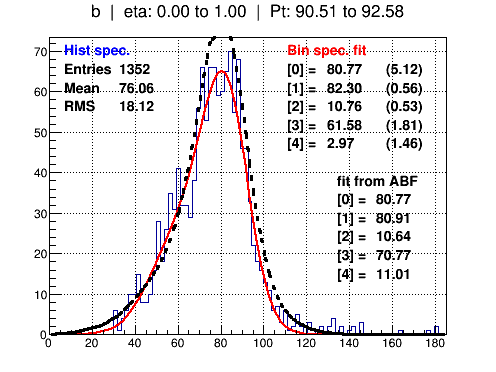 b | eta: 0.00 to 1.00 | Pt: 90.51 to 92.58
Hist spec.
Entries 1352
Mean 76.06
RMS 18.12
Bin spec. fit
[0] = 80.77 (5.12)
[1] = 82.30 (0.56)
[2] = 10.76 (0.53)
[3] = 61.58 (1.81)
[4] = 2.97 (1.46)
fit from ABF
[0] = 80.77
[1] = 80.91
[2] = 10.64
[3] = 70.77
[4] = 11.01
70
60
50
40
30
20
10
0
0 20 40 60 80 100 120 140 160 180